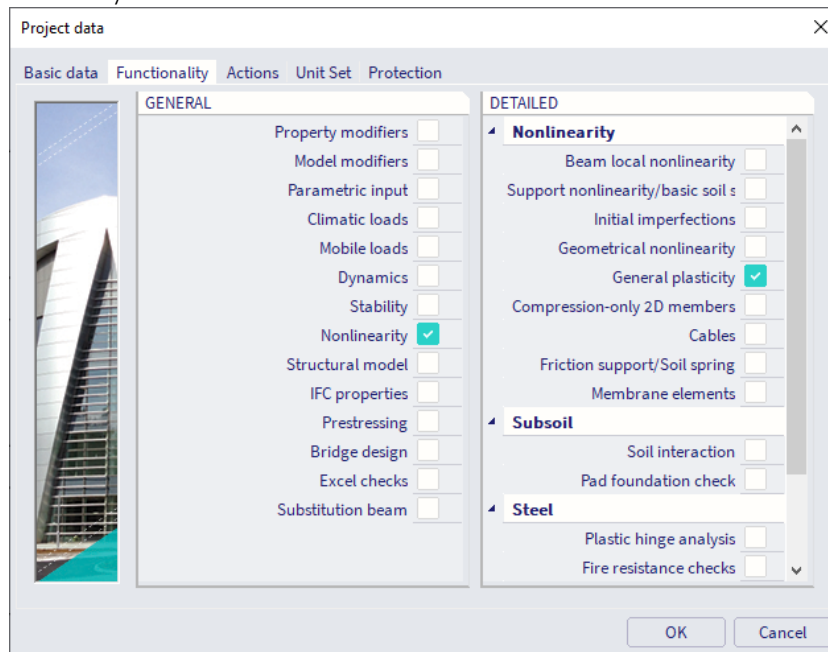 Project data
Basic data Functionality Actions Unit Set Protection
GENERAL
Property modifiers
Model modifiers
Parametric input
Climatic loads
Mobile loads
Dynamics
Stability
Nonlinearity
Structural model
IFC properties
Prestressing
Bridge design
Excel checks
Substitution beam
DETAILED
Nonlinearity
Beam local nonlinearity
Support nonlinearity/basic soil s
Initial imperfections
Geometrical nonlinearity
General plasticity
Compression-only 2D members
Cables
Friction support/Soil spring
Membrane elements
Subsoil
Soil interaction
Pad foundation check
Steel
Plastic hinge analysis
Fire resistance checks
OK Cancel